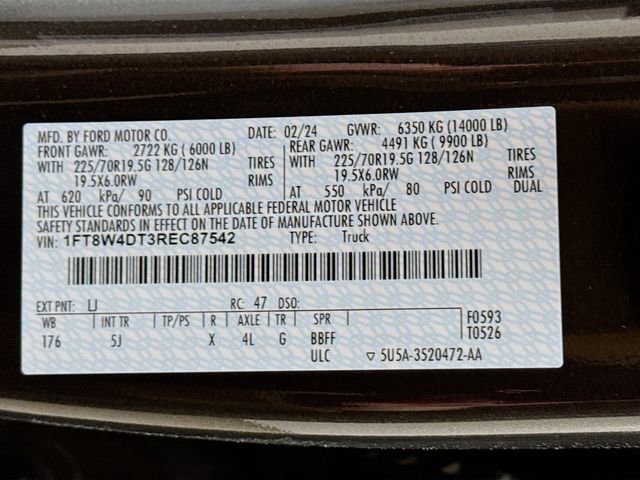 MFD. BY FORD MOTOR CO. DATE: 02/24 GVWR: 6350 KG (14000 LB)
FRONT GAWR: 2722 KG (6000 LB) REAR GAWR: 4491 KG (9900 LB)
WITH 225/70R19.5G 128/126N TIRES WITH 225/70R19.5G 128/126N TIRES
19.5X6.0RW RIMS 19.5X6.0RW RIMS
AT 620 kPa/ 90 PSI COLD AT 550 kPa/ 80 PSI COLD DUAL
THIS VEHICLE CONFORMS TO ALL APPLICABLE FEDERAL MOTOR VEHICLE
SAFETY STANDARDS IN EFFECT ON THE DATE OF MANUFACTURE SHOWN ABOVE.
VIN: 1FT8W4DT3REC87542 TYPE: Truck
EXT PNT: LJ RC: 47 DSO:
WB INT TR TP/PS R AXLE TR SPR F0593
176 5J X 4L G BBFF T0526
ULC ▽ 5U5A-3520472-AA